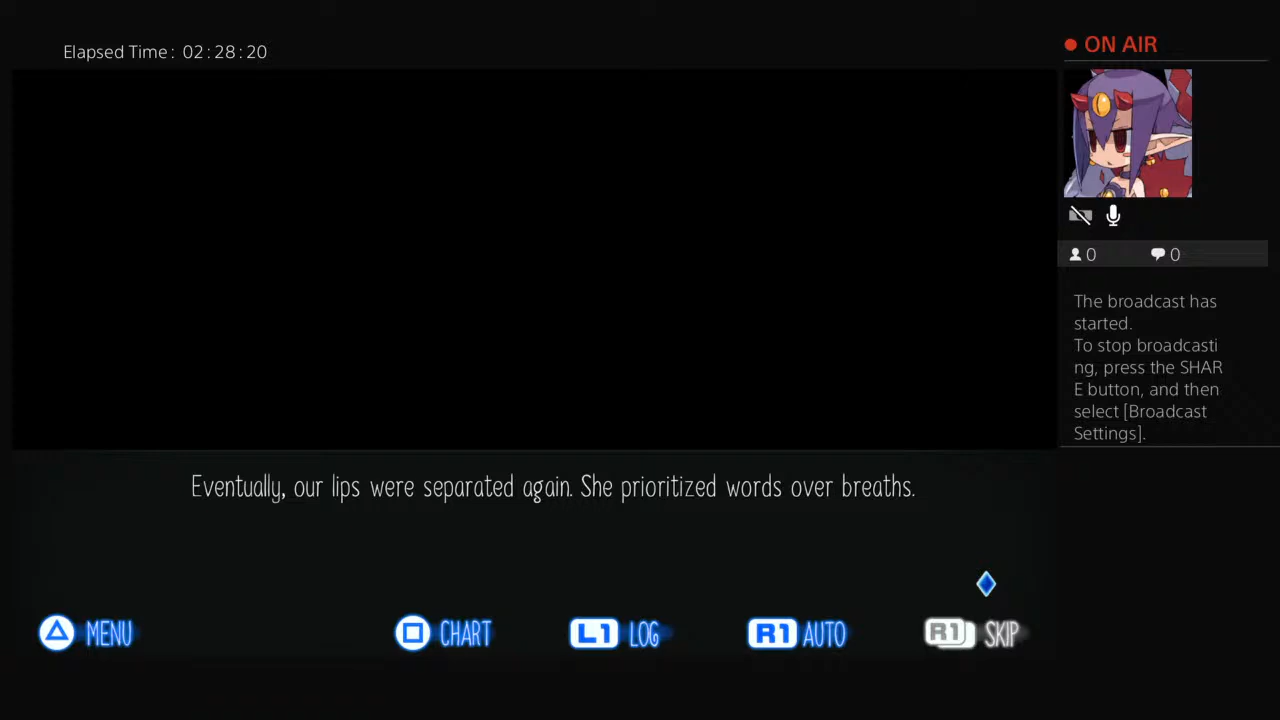 Elapsed Time: 02:28:20
ON AIR
0 0
The broadcast has
started.
To stop broadcasti
ng, press the SHAR
E button, and then
select [Broadcast
Settings].
Eventually, our lips were separated again. She prioritized words over breaths.
MENU CHART L1 LOG R1 AUTO R1 SKIP